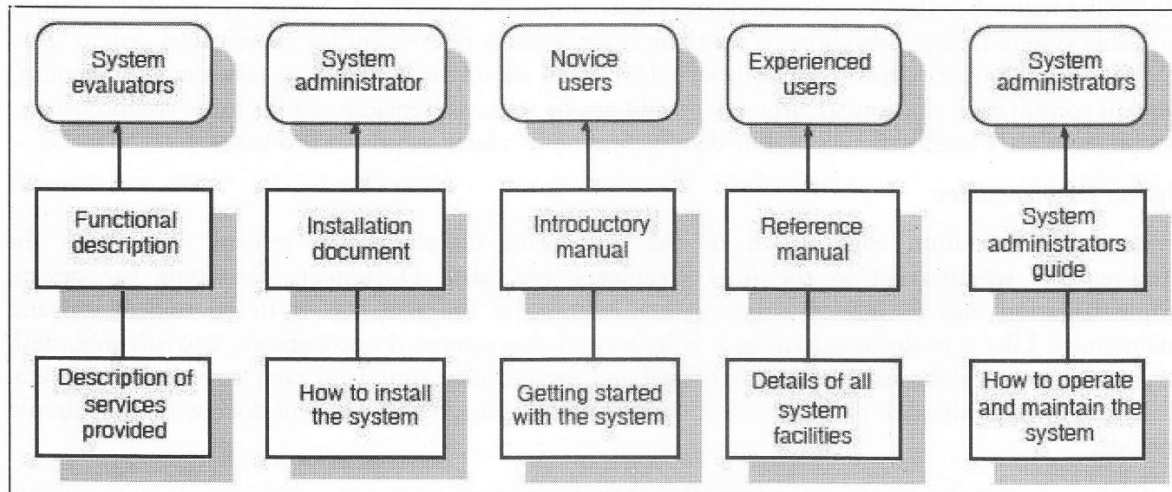 System
evaluators
System
administrator
Novice
users
Experienced
users
System
administrators
Functional
description
Installation
document
Introductory
manual
Reference
manual
System
administrators
guide
Description of
services
provided
How to install
the system
Getting started
with the system
Details of all
system
facilities
How to operate
and maintain the
system